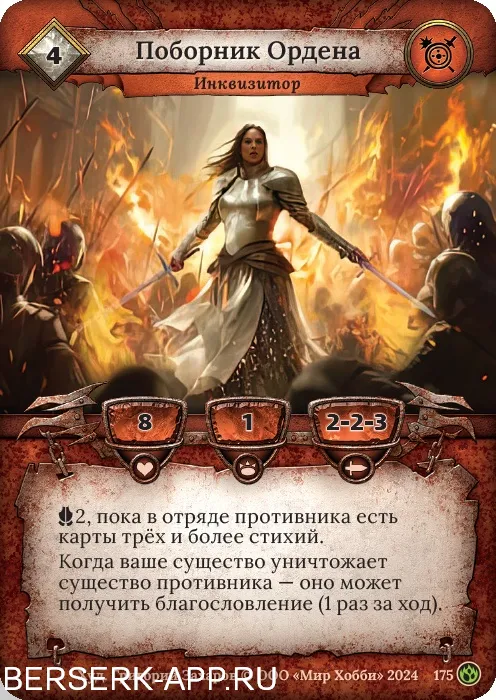 4
Поборник Ордена
Инквизитор
8
1
2-2-3
2, пока в отряде противника есть
карты трёх и более стихий.
Когда ваше существо уничтожает
существо противника — оно может
получить благословление (1 раз за ход).
Захаров © ООО «Мир Хобби» 2024 175
BERSERK-APP.RU